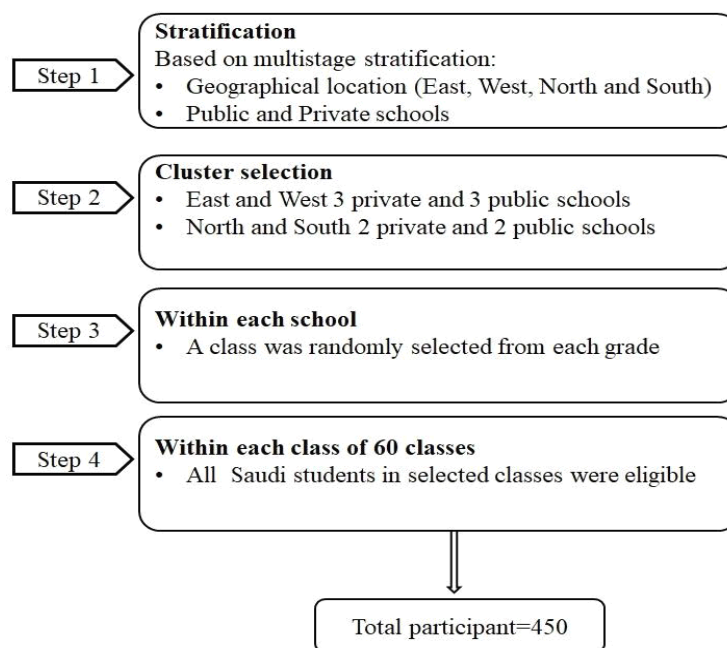 Step 1
Stratification
Based on multistage stratification:
• Geographical location (East, West, North and South)
• Public and Private schools
Step 2
Cluster selection
• East and West 3 private and 3 public schools
• North and South 2 private and 2 public schools
Step 3
Within each school
• A class was randomly selected from each grade
Step 4
Within each class of 60 classes
• All Saudi students in selected classes were eligible
Total participant=450